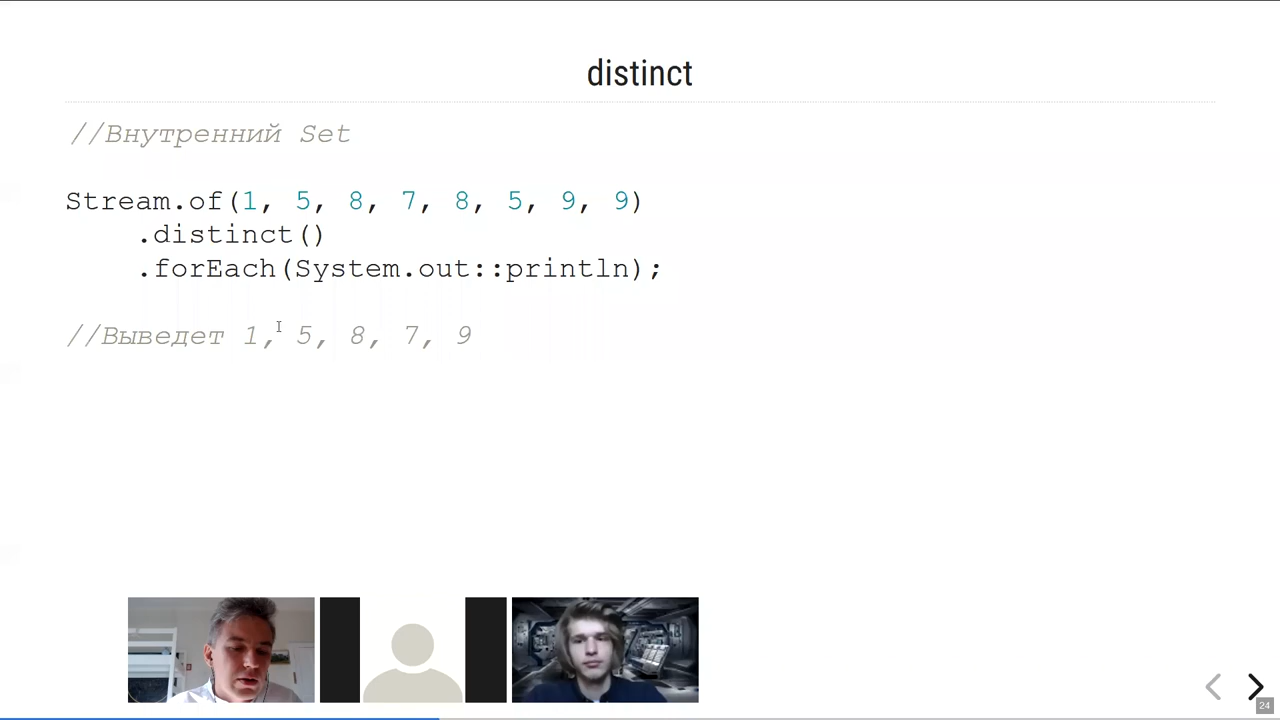 distinct
//Внутренний Set
Stream.of(1, 5, 8, 7, 8, 5, 9, 9)
.distinct()
.forEach(System.out::println);
//Выведет 1, 5, 8, 7, 9
24